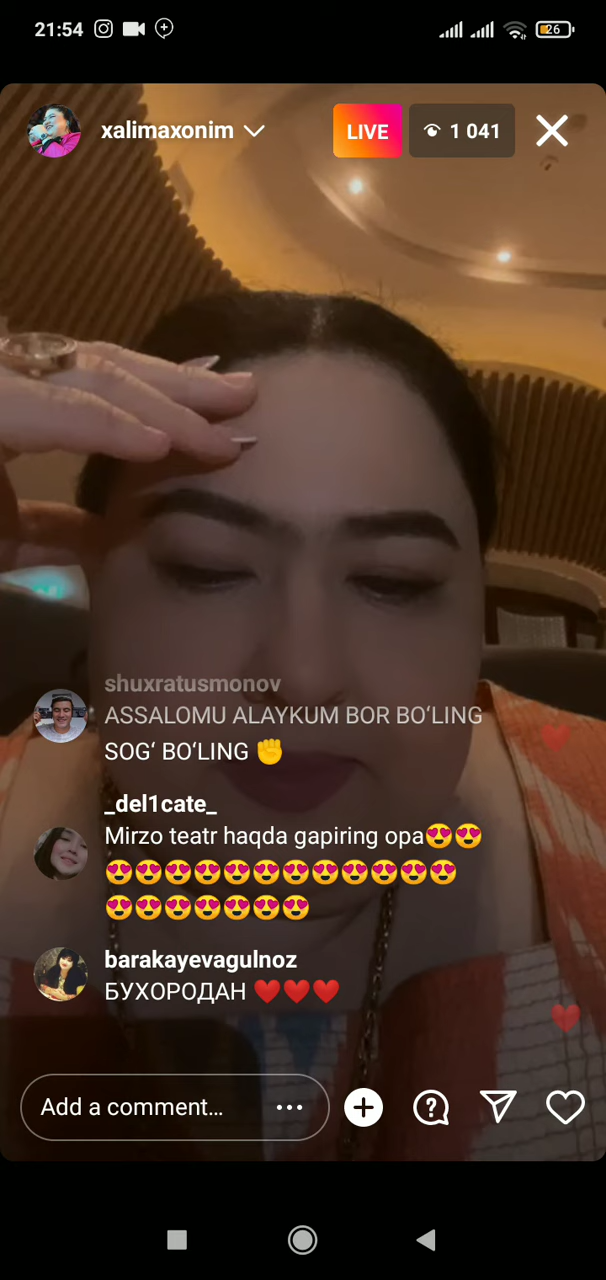 21:54
26
xalimaxonim
LIVE
1 041
shuxratusmonov
ASSALOMU ALAYKUM BOR BO‘LING
SOG‘ BO‘LING ✊
_del1cate_
Mirzo teatr haqda gapiring opa😍😍
😍😍😍😍😍😍😍😍😍😍😍😍
😍😍😍😍😍😍😍
barakayevagulnoz
БУХОРОДАН ❤️❤️❤️
Add a comment...